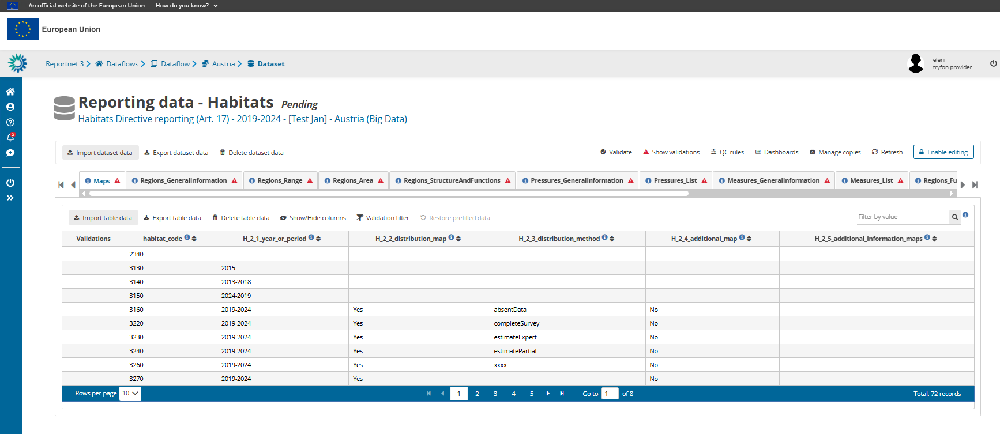 An official website of the European Union How do you know?
European Union
Reportnet 3 Dataflows Dataflow Austria Dataset
eleni
tryfon.provider
2
Reporting data - Habitats Pending
Habitats Directive reporting (Art. 17) - 2019-2024 - [Test Jan] - Austria (Big Data)
Import dataset data Export dataset data Delete dataset data Validate Show validations QC rules Dashboards Manage copies Refresh Enable editing
Maps Regions_GeneralInformation Regions_Range Regions_Area Regions_StructureAndFunctions Pressures_GeneralInformation Pressures_List Measures_GeneralInformation Measures_List Regions_Fu
Import table data Export table data Delete table data Show/Hide columns Validation filter Restore prefilled data Filter by value
Validations habitat_code H_2_1_year_or_period H_2_2_distribution_map H_2_3_distribution_method H_2_4_additional_map H_2_5_additional_information_maps
2340
3130 2015
3140 2013-2018
3150 2024-2019
3160 2019-2024 Yes absentData No
3220 2019-2024 Yes completeSurvey No
3230 2019-2024 Yes estimateExpert No
3240 2019-2024 Yes estimatePartial No
3260 2019-2024 Yes xxxx No
3270 2019-2024 Yes No
Rows per page 10 1 2 3 4 5 Go to 1 of 8 Total: 72 records